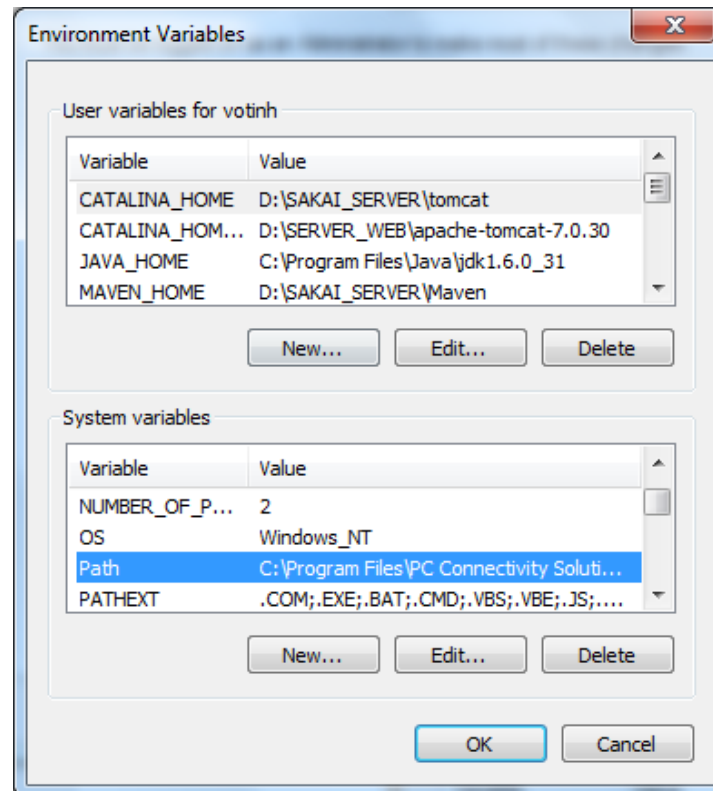 Environment Variables
User variables for votinh
Variable Value
CATALINA_HOME D:\SAKAI_SERVER\tomcat
CATALINA_HOM... D:\SERVER_WEB\apache-tomcat-7.0.30
JAVA_HOME C:\Program Files\Java\jdk1.6.0_31
MAVEN_HOME D:\SAKAI_SERVER\Maven
New... Edit... Delete
System variables
Variable Value
NUMBER_OF_P... 2
OS Windows_NT
Path C:\Program Files\PC Connectivity Soluti...
PATHEXT .COM;.EXE;.BAT;.CMD;.VBS;.VBE;.JS;....
New... Edit... Delete
OK Cancel